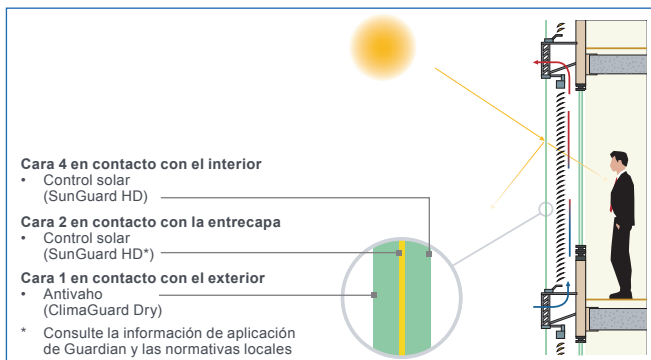 Cara 4 en contacto con el interior
• Control solar
(SunGuard HD)
Cara 2 en contacto con la entrecapa
• Control solar
(SunGuard HD*)
Cara 1 en contacto con el exterior
• Antivaho
(ClimaGuard Dry)
* Consulte la información de aplicación
de Guardian y las normativas locales